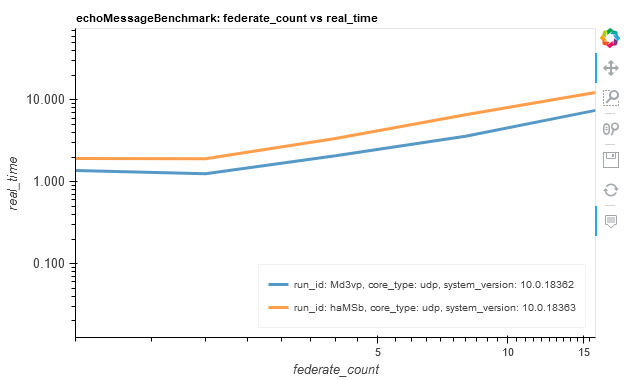 echoMessageBenchmark: federate_count vs real_time
10.000
1.000
0.100
real_time
run_id: Md3vp, core_type: udp, system_version: 10.0.18362
run_id: haMSb, core_type: udp, system_version: 10.0.18363
5
10
15
federate_count